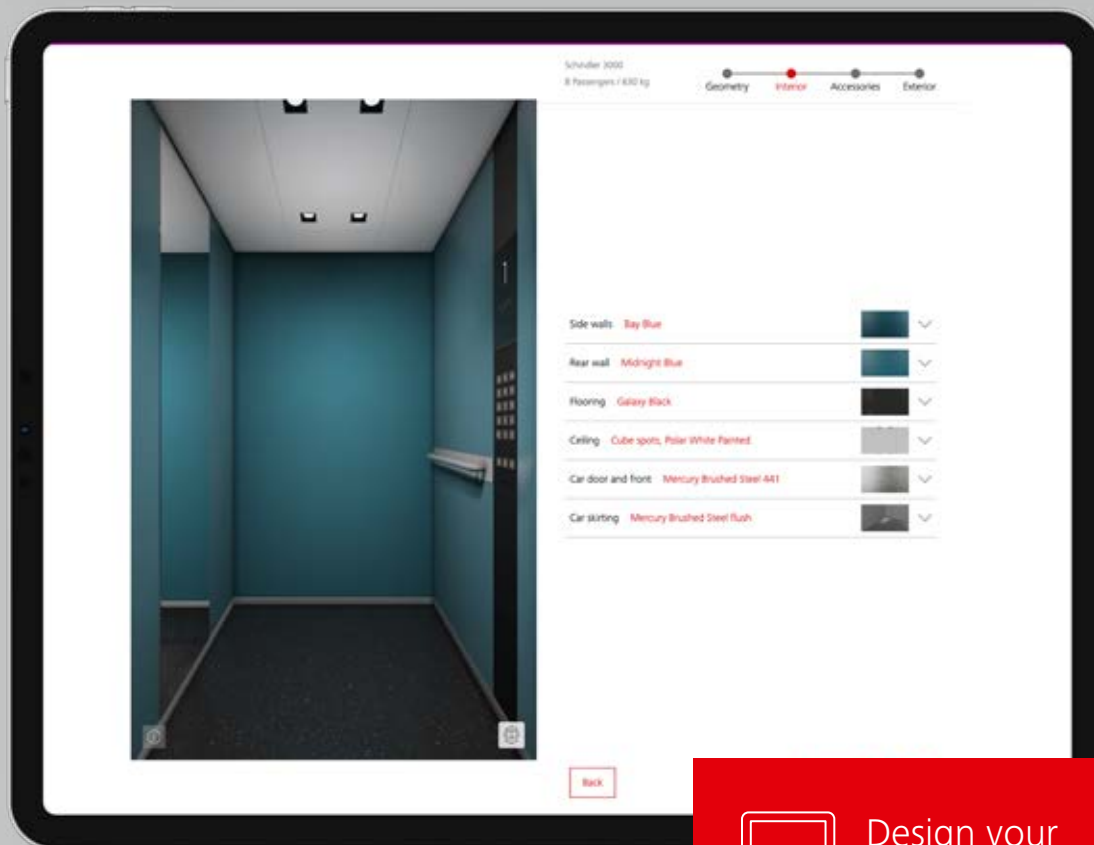 Schindler 3000
8 Passengers / 630 kg
Geometry Interior Accessories Exterior
Side walls Bay Blue
Rear wall Midnight Blue
Flooring Galaxy Black
Ceiling Cube spots, Polar White Painted
Car door and front Mercury Brushed Steel 441
Car skirting Mercury Brushed Steel flush
Back
Design your